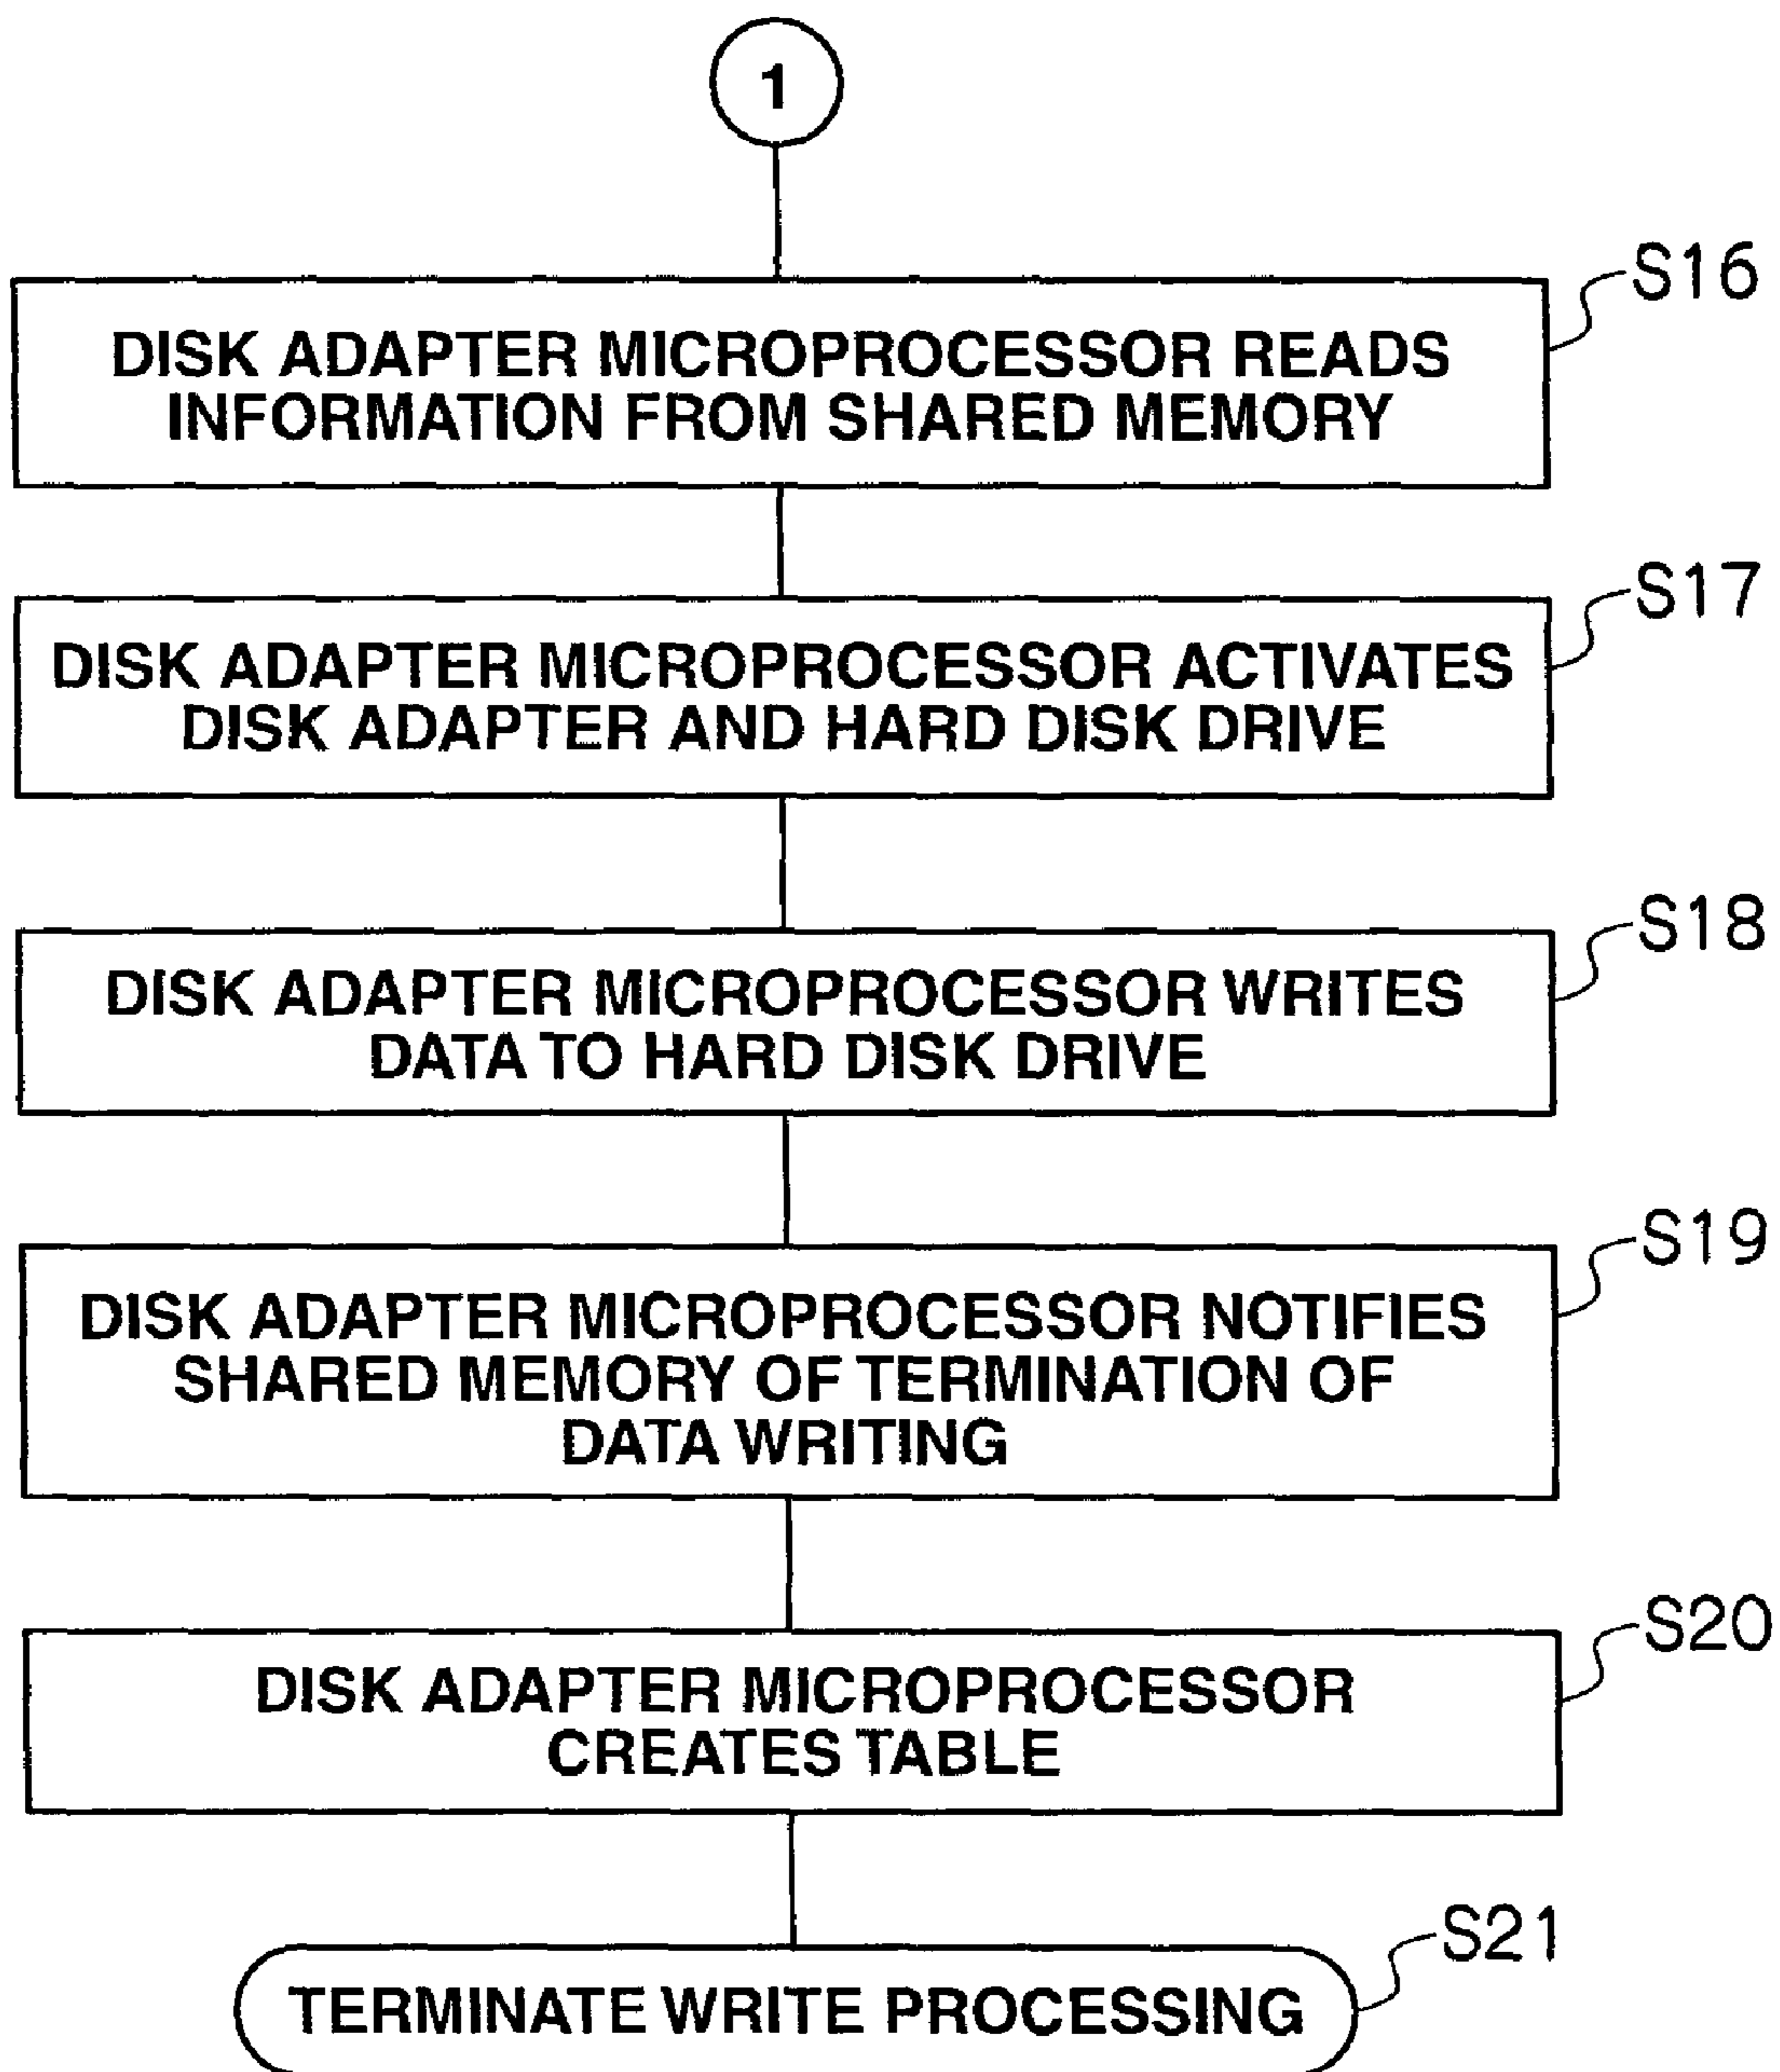 1
S16
DISK ADAPTER MICROPROCESSOR READS
INFORMATION FROM SHARED MEMORY
S17
DISK ADAPTER MICROPROCESSOR ACTIVATES
DISK ADAPTER AND HARD DISK DRIVE
S18
DISK ADAPTER MICROPROCESSOR WRITES
DATA TO HARD DISK DRIVE
S19
DISK ADAPTER MICROPROCESSOR NOTIFIES
SHARED MEMORY OF TERMINATION OF
DATA WRITING
S20
DISK ADAPTER MICROPROCESSOR
CREATES TABLE
S21
TERMINATE WRITE PROCESSING